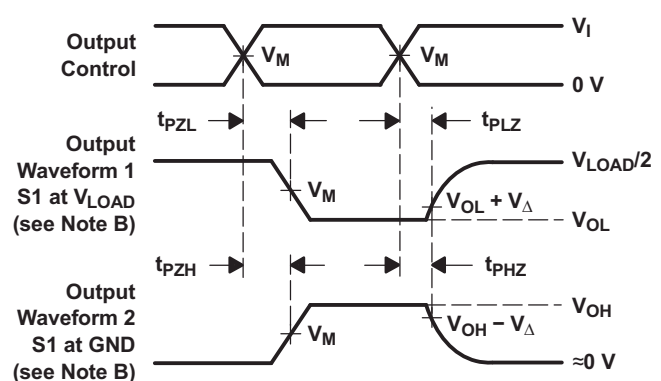 Output
Control
V_M
V_M
V_I
0 V
t_PZL
t_PLZ
Output
Waveform 1
S1 at V_LOAD
(see Note B)
V_M
V_LOAD/2
V_OL + V_Δ
V_OL
t_PZH
t_PHZ
Output
Waveform 2
S1 at GND
(see Note B)
V_M
V_OH
V_OH − V_Δ
≈0 V